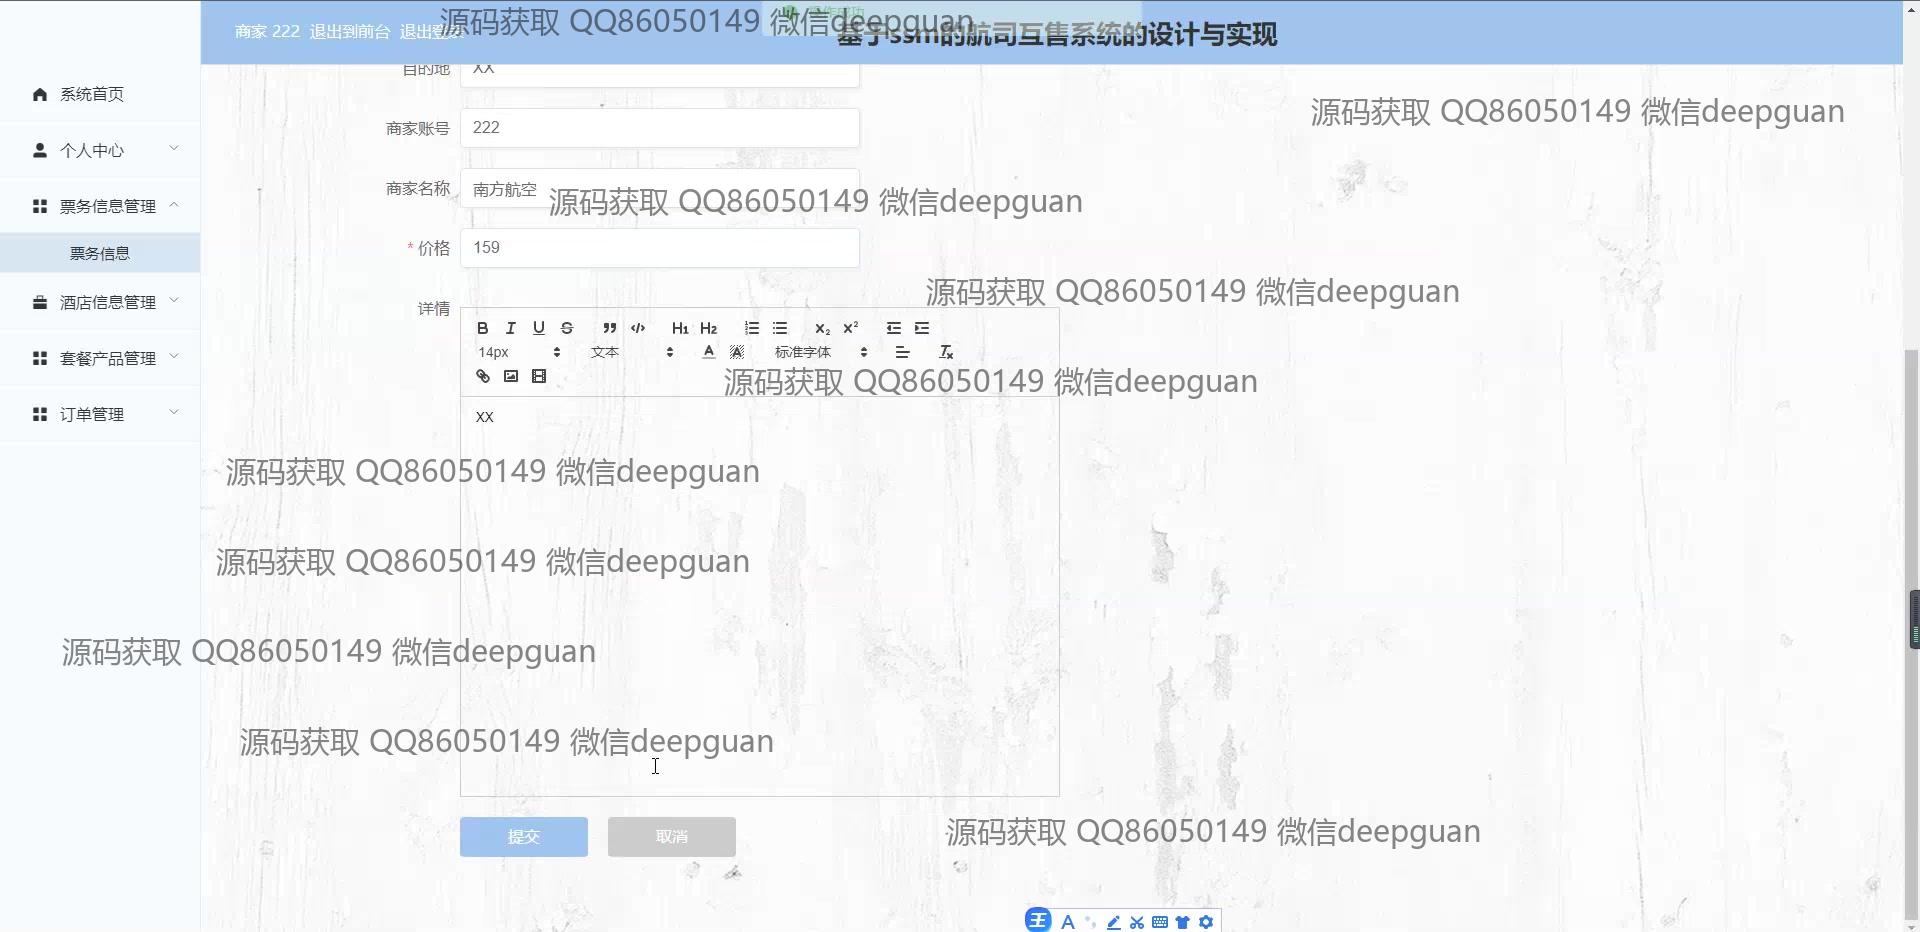 商家 222 退出到前台 退出登录
源码获取 QQ86050149 微信deepguan
操作成功
基于ssm的航司互售系统的设计与实现
系统首页
个人中心
票务信息管理
票务信息
酒店信息管理
套餐产品管理
订单管理
目的地 XX
源码获取 QQ86050149 微信deepguan
商家账号 222
商家名称 南方航空
源码获取 QQ86050149 微信deepguan
* 价格 159
源码获取 QQ86050149 微信deepguan
详情
B I U S H1 H2 X2 X2
14px 文本 A A 标准字体 Tx
源码获取 QQ86050149 微信deepguan
XX
源码获取 QQ86050149 微信deepguan
源码获取 QQ86050149 微信deepguan
源码获取 QQ86050149 微信deepguan
源码获取 QQ86050149 微信deepguan
提交 取消
源码获取 QQ86050149 微信deepguan
王 A